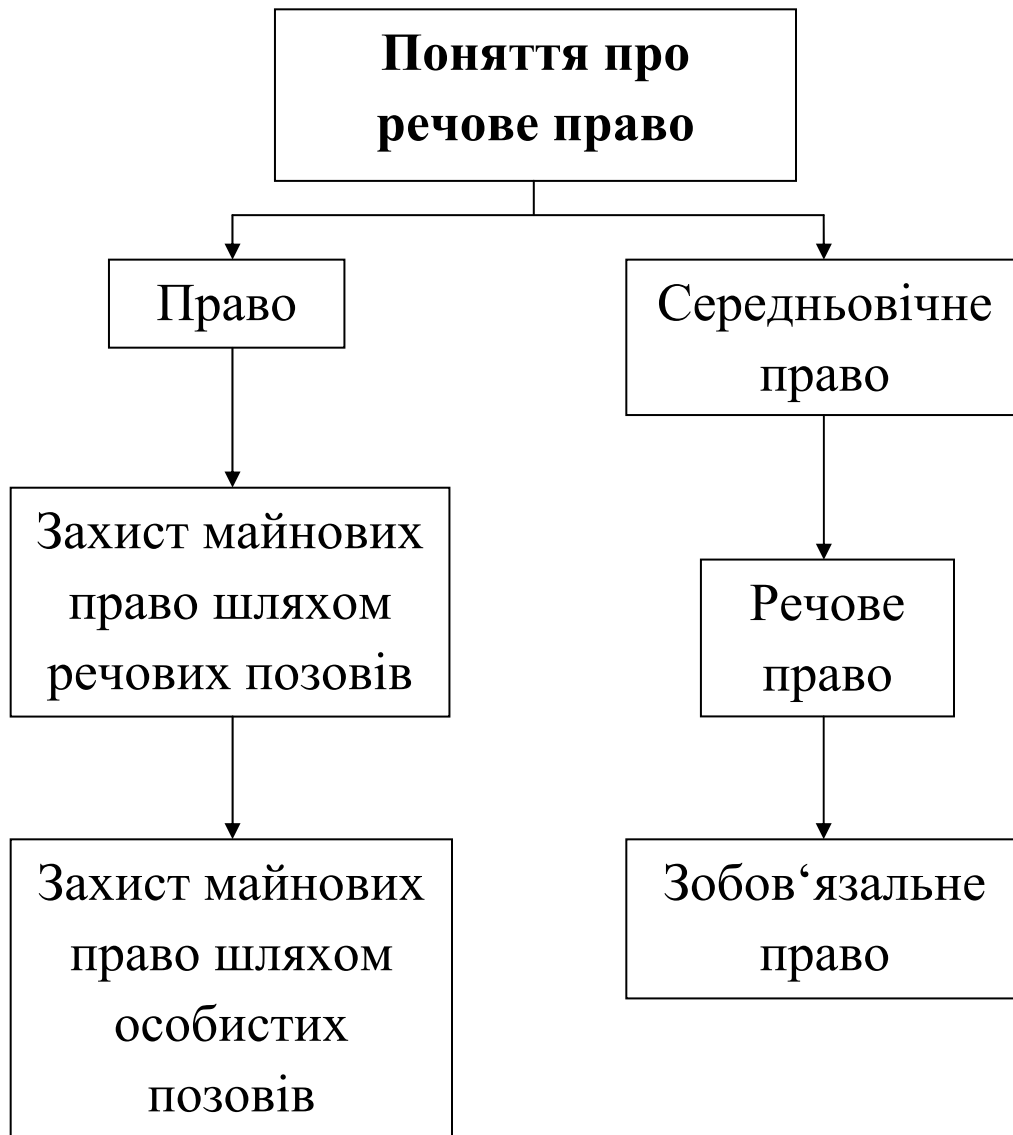 Поняття про
речове право
Право
Середньовічне
право
Захист майнових
право шляхом
речових позовів
Речове
право
Захист майнових
право шляхом
особистих
позовів
Зобов‘язальне
право